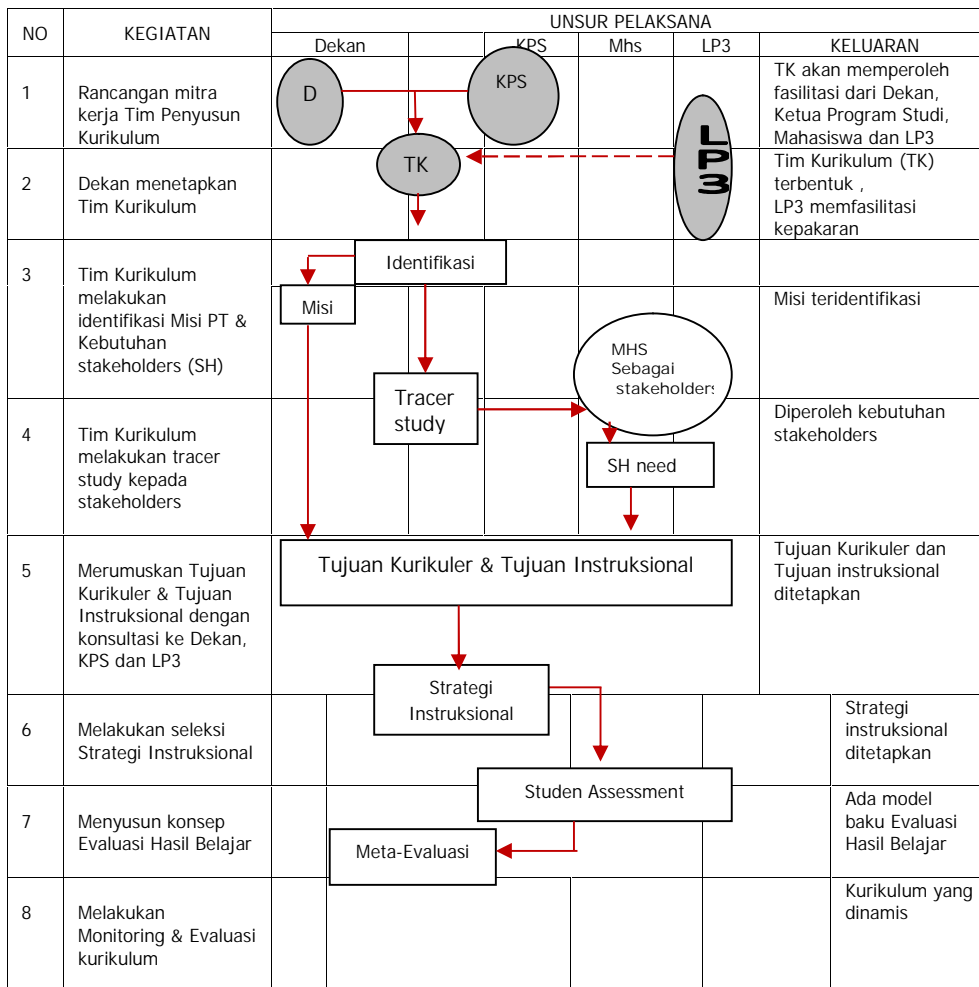 NO
KEGIATAN
UNSUR PELAKSANA
Dekan
KPS
Mhs
LP3
KELUARAN
1
Rancangan mitra
kerja Tim Penyusun
Kurikulum
D
KPS
LP3
TK akan memperoleh
fasilitasi dari Dekan,
Ketua Program Studi,
Mahasiswa dan LP3
TK
2
Dekan menetapkan
Tim Kurikulum
Tim Kurikulum (TK)
terbentuk ,
LP3 memfasilitasi
kepakaran
3
Tim Kurikulum
melakukan
identifikasi Misi PT &
Kebutuhan
stakeholders (SH)
Identifikasi
Misi
Misi teridentifikasi
MHS
Sebagai
stakeholders
Tracer
study
4
Tim Kurikulum
melakukan tracer
study kepada
stakeholders
SH need
Diperoleh kebutuhan
stakeholders
5
Merumuskan Tujuan
Kurikuler & Tujuan
Instruksional dengan
konsultasi ke Dekan,
KPS dan LP3
Tujuan Kurikuler & Tujuan Instruksional
Tujuan Kurikuler dan
Tujuan instruksional
ditetapkan
Strategi
Instruksional
6
Melakukan seleksi
Strategi Instruksional
Strategi
instruksional
ditetapkan
Studen Assessment
7
Menyusun konsep
Evaluasi Hasil Belajar
Meta-Evaluasi
Ada model
baku Evaluasi
Hasil Belajar
8
Melakukan
Monitoring & Evaluasi
kurikulum
Kurikulum yang
dinamis